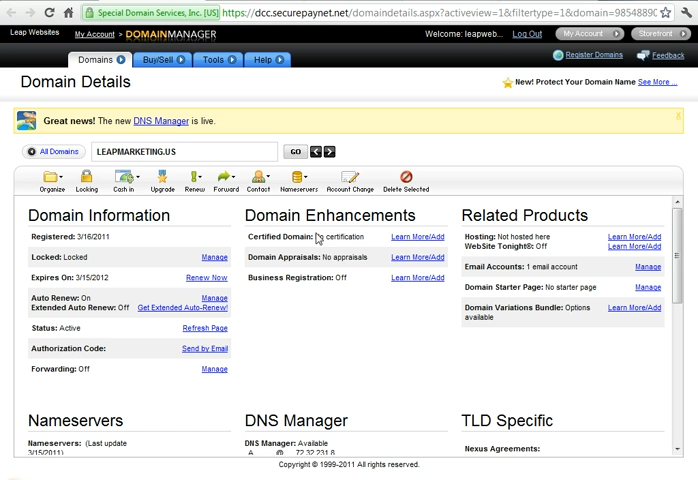 Special Domain Services, Inc. [US] https://dcc.securepaynet.net/domaindetails.aspx?activeview=1&filtertype=1&domain=9854889
Leap Websites My Account > DOMAINMANAGER Welcome: leapweb_ Log Out My Account Storefront
Domains Buy/Sell Tools Help Register Domains Feedback
Domain Details New! Protect Your Domain Name See More ...
Great news! The new DNS Manager is live.
All Domains LEAPMARKETING.US GO
Organize Locking Cash in Upgrade Renew Forward Contact Nameservers Account Change Delete Selected
Domain Information
Registered: 3/16/2011
Locked: Locked Manage
Expires On: 3/15/2012 Renew Now
Auto Renew: On Manage
Extended Auto Renew: Off Get Extended Auto-Renew!
Status: Active Refresh Page
Authorization Code: Send by Email
Forwarding: Off Manage
Domain Enhancements
Certified Domain: No certification Learn More/Add
Domain Appraisals: No appraisals Learn More/Add
Business Registration: Off Learn More/Add
Related Products
Hosting: Not hosted here Learn More/Add
WebSite Tonight®: Off Learn More/Add
Email Accounts: 1 email account Manage
Domain Starter Page: No starter page Manage
Domain Variations Bundle: Options Learn More/Add
available
Nameservers
Nameservers: (Last update
3/15/2011)
DNS Manager
DNS Manager: Available
A @ 72.32.231.8
TLD Specific
Nexus Agreements:
Copyright © 1999-2011 All rights reserved.